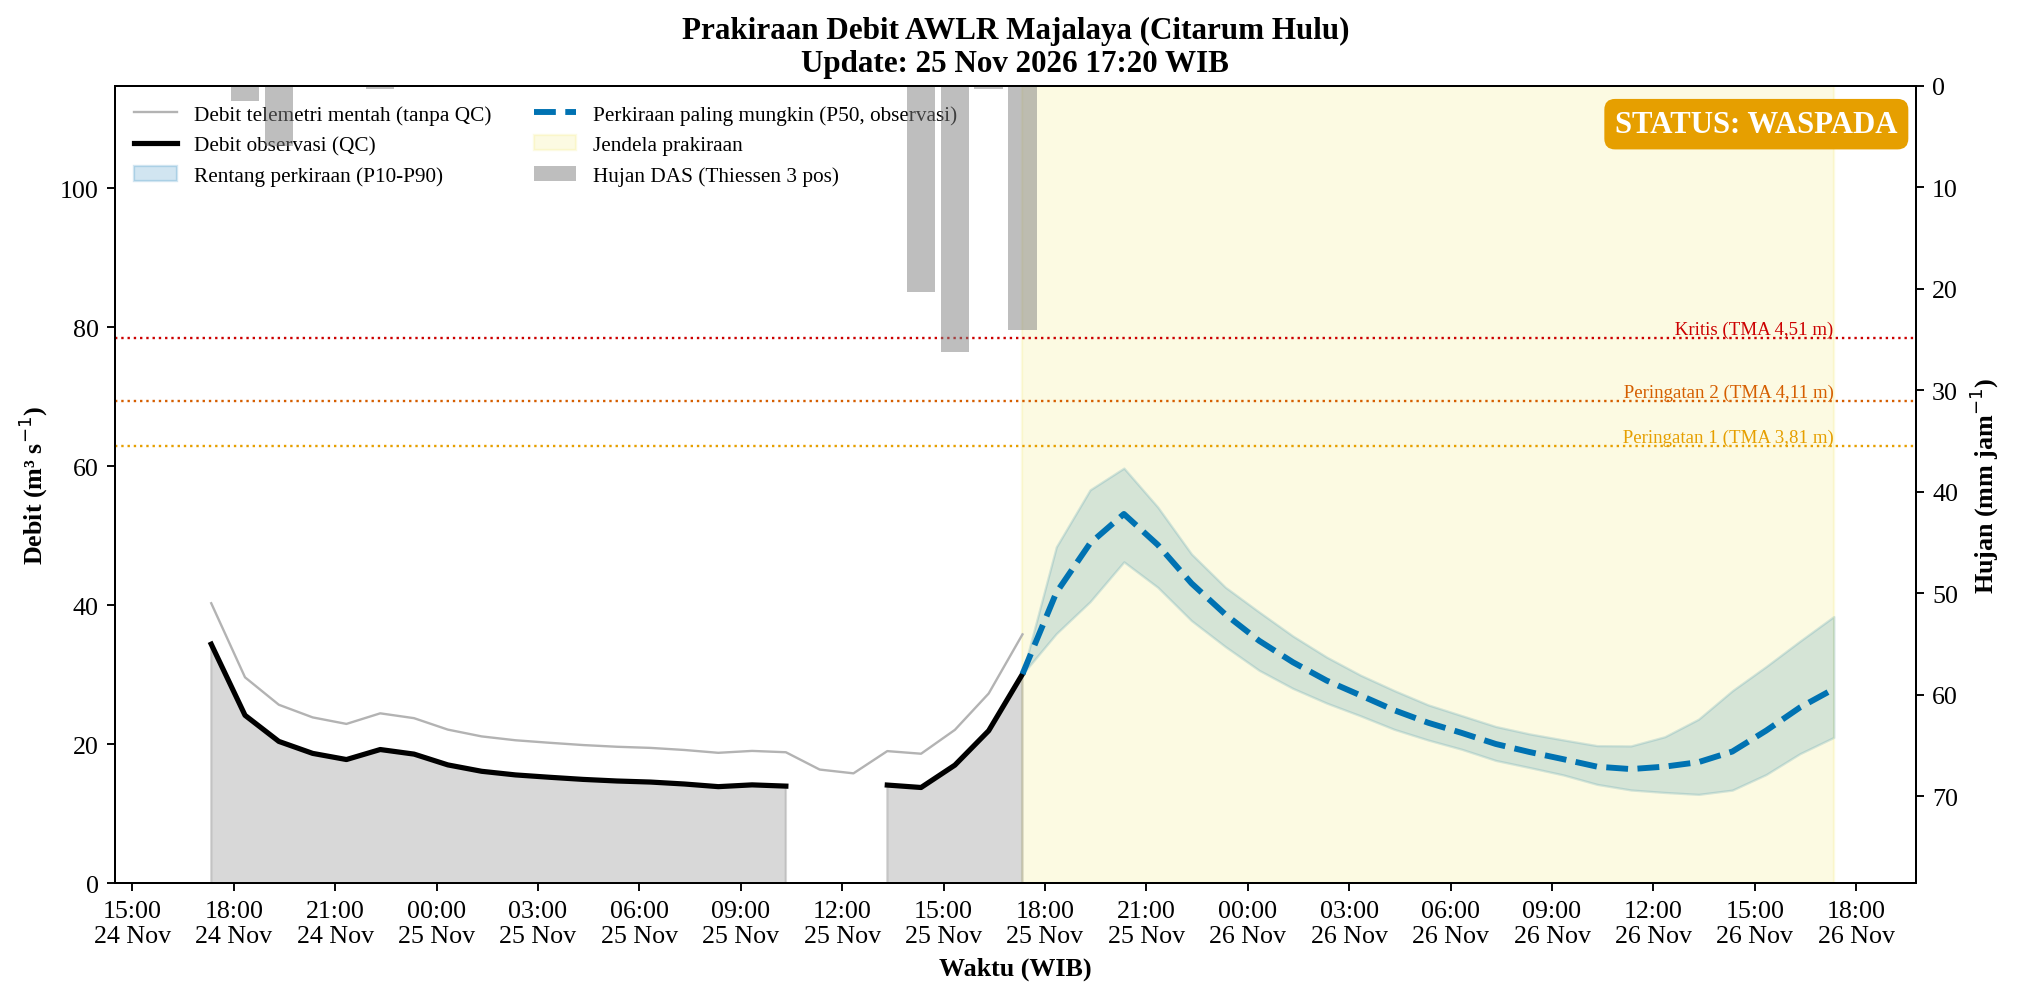 Prakiraan Debit AWLR Majalaya (Citarum Hulu)
Update: 25 Nov 2026 17:20 WIB
Debit telemetri mentah (tanpa QC)
Debit observasi (QC)
Rentang perkiraan (P10-P90)
Perkiraan paling mungkin (P50, observasi)
Jendela prakiraan
Hujan DAS (Thiessen 3 pos)
STATUS: WASPADA
Kritis (TMA 4,51 m)
Peringatan 2 (TMA 4,11 m)
Peringatan 1 (TMA 3,81 m)
Debit (m³ s⁻¹)
100
80
60
40
20
0
Hujan (mm jam⁻¹)
0
10
20
30
40
50
60
70
15:00 18:00 21:00 00:00 03:00 06:00 09:00 12:00 15:00 18:00 21:00 00:00 03:00 06:00 09:00 12:00 15:00 18:00
24 Nov 24 Nov 24 Nov 25 Nov 25 Nov 25 Nov 25 Nov 25 Nov 25 Nov 25 Nov 25 Nov 26 Nov 26 Nov 26 Nov 26 Nov 26 Nov 26 Nov 26 Nov
Waktu (WIB)